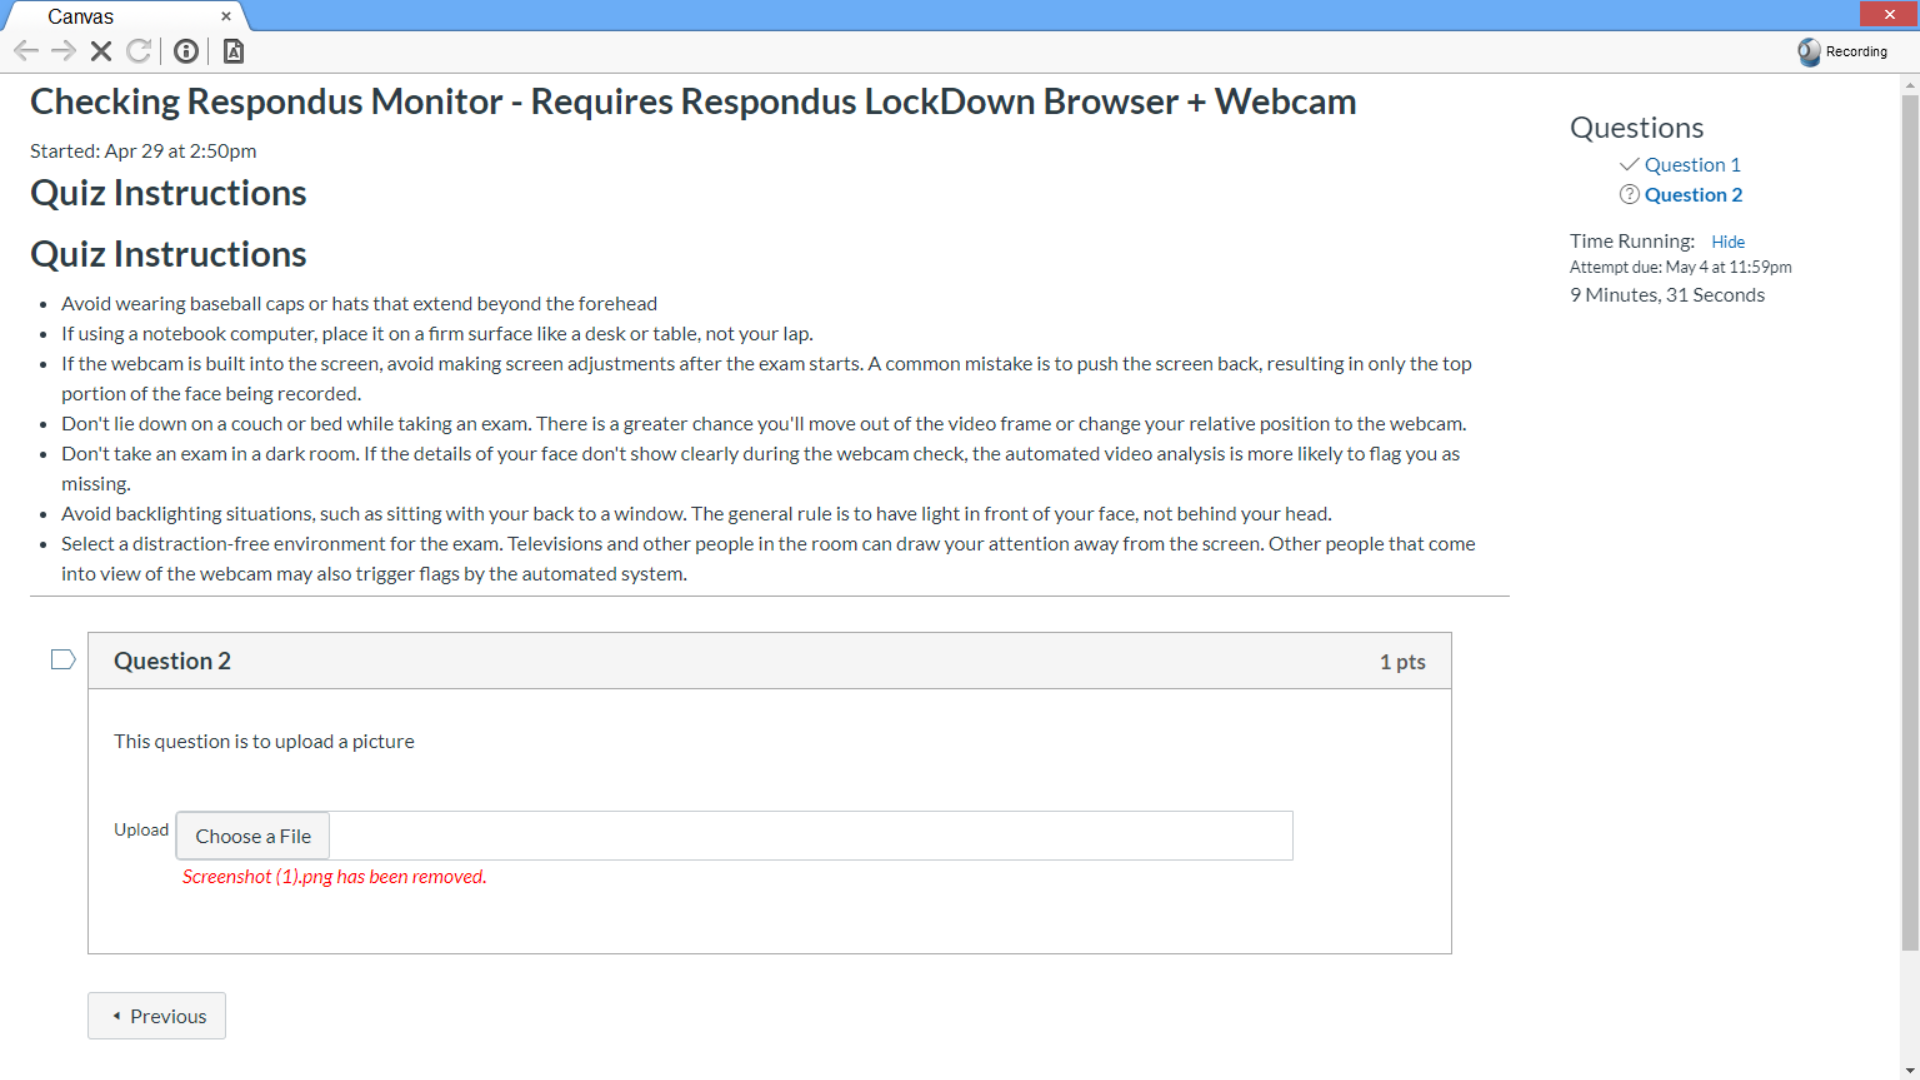 Canvas
Recording
Checking Respondus Monitor - Requires Respondus LockDown Browser + Webcam
Started: Apr 29 at 2:50pm
Quiz Instructions
Quiz Instructions
• Avoid wearing baseball caps or hats that extend beyond the forehead
• If using a notebook computer, place it on a firm surface like a desk or table, not your lap.
• If the webcam is built into the screen, avoid making screen adjustments after the exam starts. A common mistake is to push the screen back, resulting in only the top
portion of the face being recorded.
• Don't lie down on a couch or bed while taking an exam. There is a greater chance you'll move out of the video frame or change your relative position to the webcam.
• Don't take an exam in a dark room. If the details of your face don't show clearly during the webcam check, the automated video analysis is more likely to flag you as
missing.
• Avoid backlighting situations, such as sitting with your back to a window. The general rule is to have light in front of your face, not behind your head.
• Select a distraction-free environment for the exam. Televisions and other people in the room can draw your attention away from the screen. Other people that come
into view of the webcam may also trigger flags by the automated system.
Question 2 1 pts
This question is to upload a picture
Upload Choose a File
Screenshot (1).png has been removed.
Previous
Questions
Question 1
Question 2
Time Running: Hide
Attempt due: May 4 at 11:59pm
9 Minutes, 31 Seconds